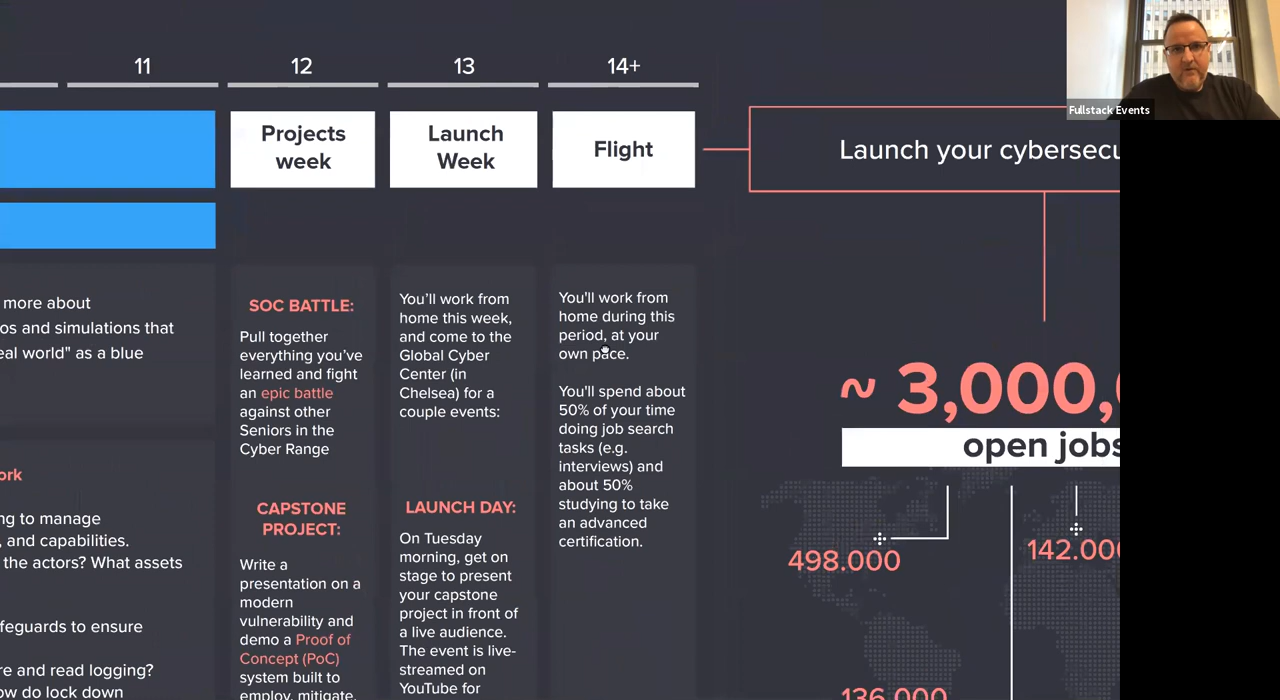 11
12
13
14+
Fullstack Events
Projects
week
Launch
Week
Flight
Launch your cybersecu
more about
os and simulations that
eal world" as a blue
ork
ng to manage
, and capabilities.
the actors? What assets
feguards to ensure
re and read logging?
ow do lock down
SOC BATTLE:
Pull together
everything you've
learned and fight
an epic battle
against other
Seniors in the
Cyber Range
CAPSTONE
PROJECT:
Write a
presentation on a
modern
vulnerability and
demo a Proof of
Concept (PoC)
system built to
employ, mitigate,
You'll work from
home this week,
and come to the
Global Cyber
Center (in
Chelsea) for a
couple events:
LAUNCH DAY:
On Tuesday
morning, get on
stage to present
your capstone
project in front of
a live audience.
The event is live-
streamed on
YouTube for
You'll work from
home during this
period, at your
own pace.
You'll spend about
50% of your time
doing job search
tasks (e.g.
interviews) and
about 50%
studying to take
an advanced
certification.
~ 3,000,
open jobs
498.000
142.000
136.000